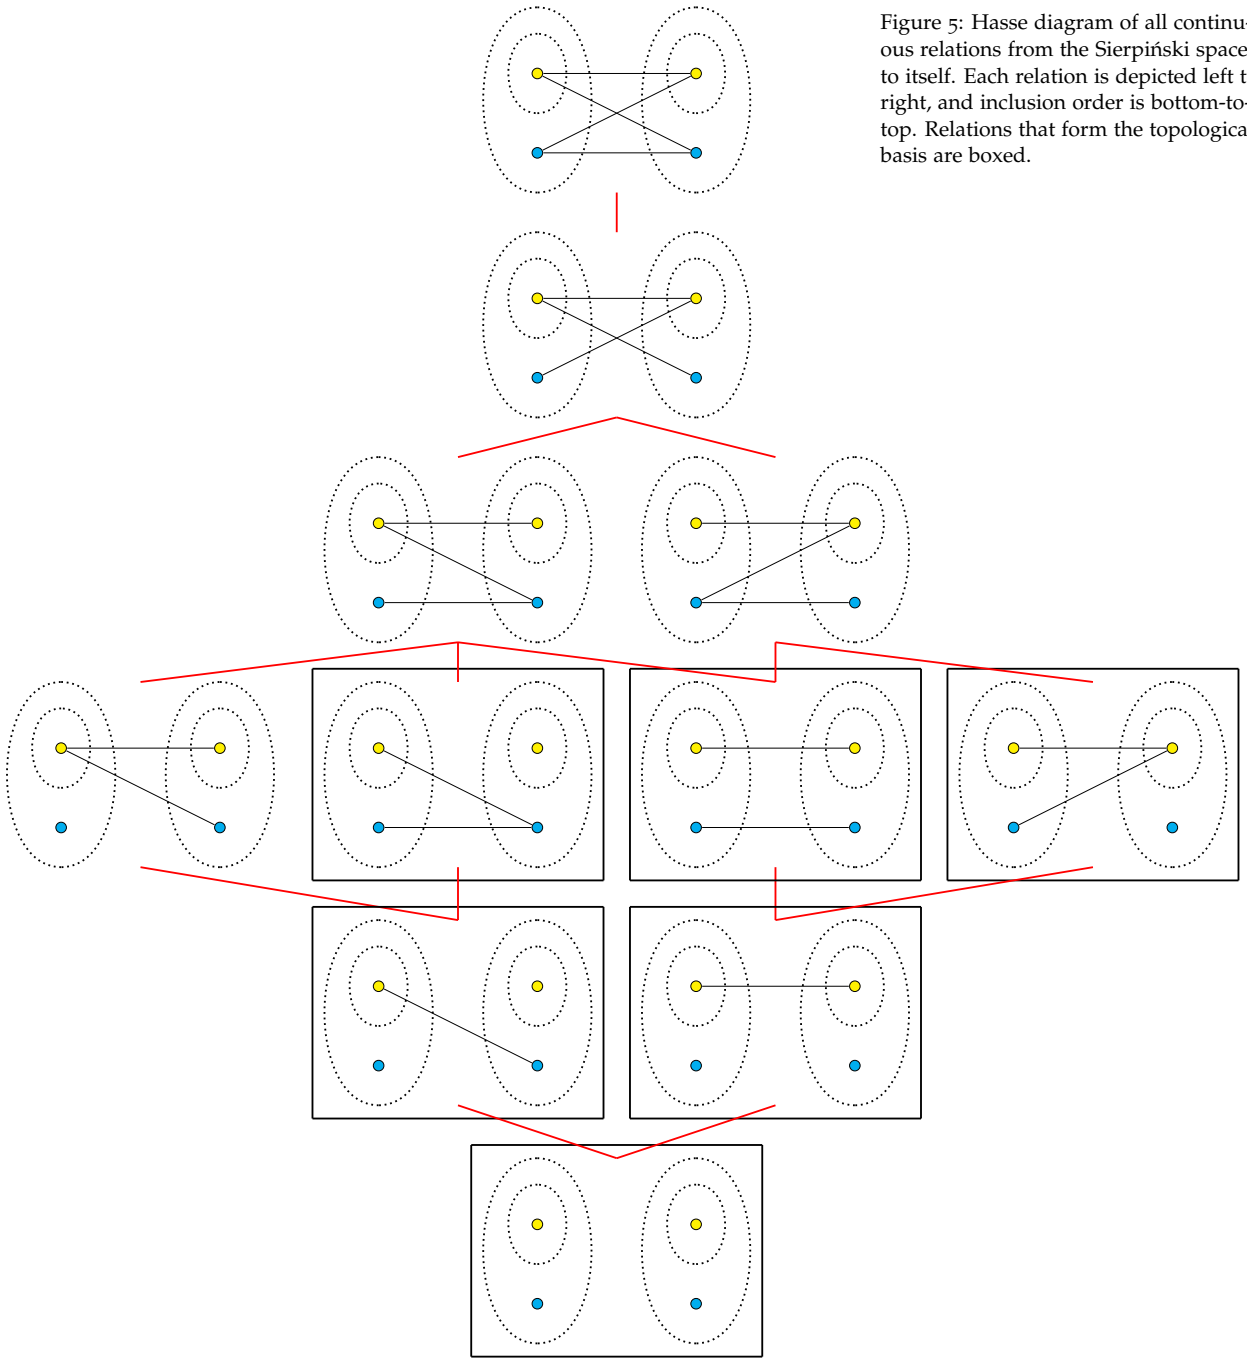 Figure 5: Hasse diagram of all continu-
ous relations from the Sierpiński space
to itself. Each relation is depicted left t
right, and inclusion order is bottom-to-
top. Relations that form the topologica
basis are boxed.